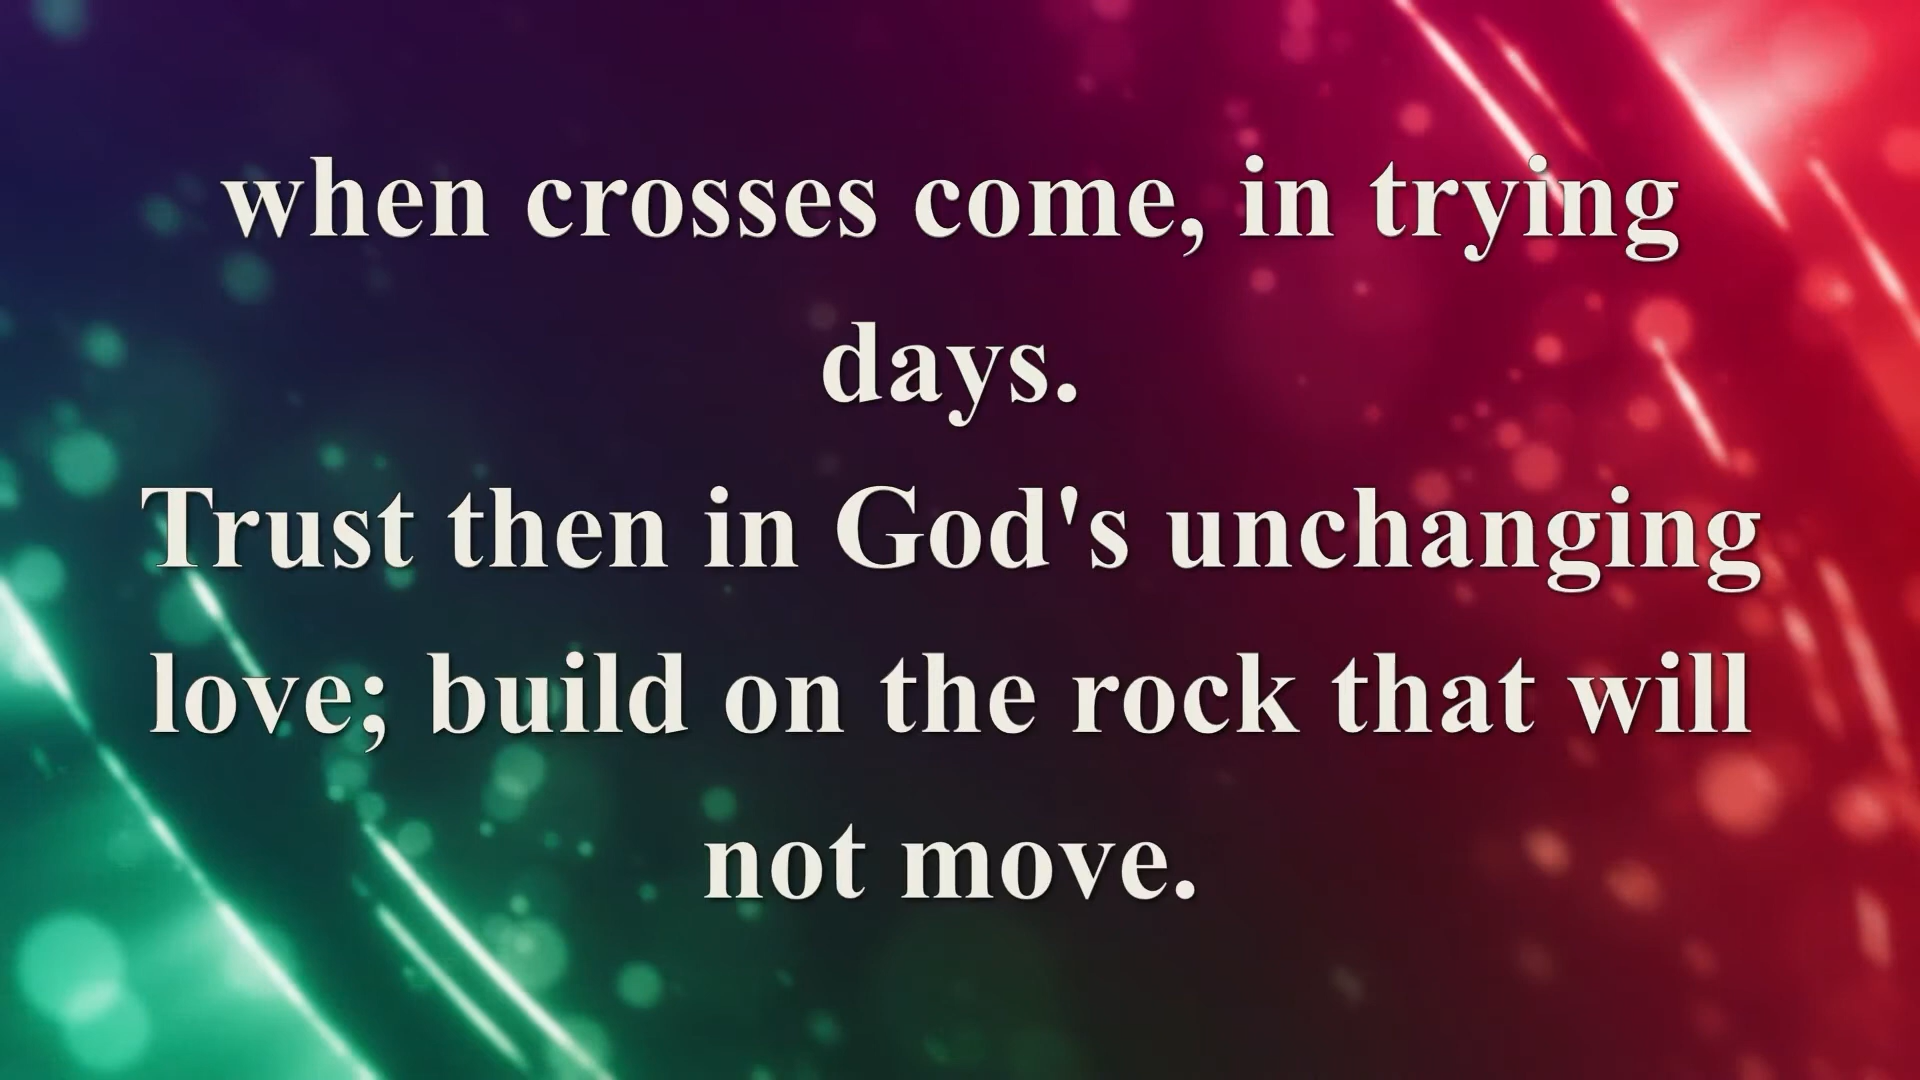 when crosses come, in trying
days.
Trust then in God's unchanging
love; build on the rock that will
not move.